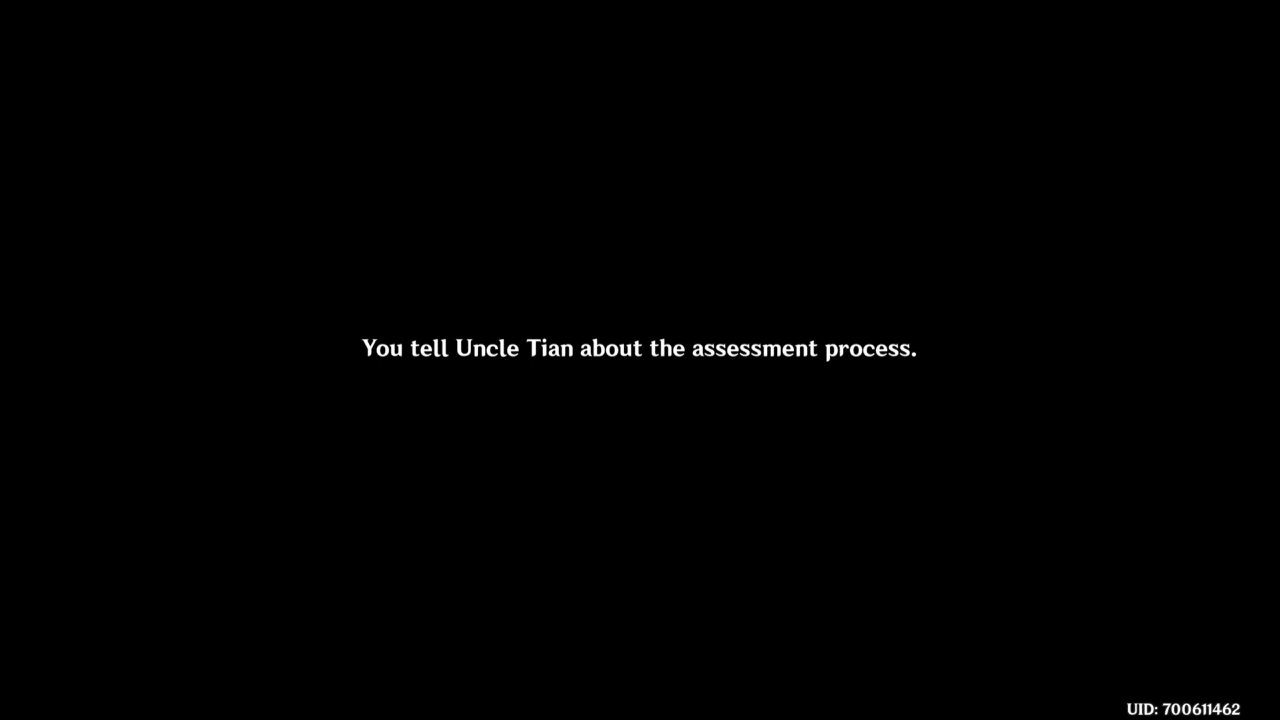 You tell Uncle Tian about the assessment process.
UID: 700611462